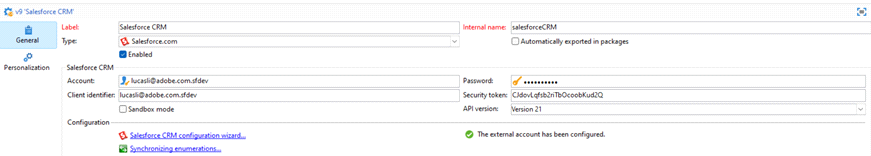 v9 'Salesforce CRM'
General
Personalization
Label: Salesforce CRM Internal name: salesforceCRM
Type: Salesforce.com Automatically exported in packages
Enabled
Salesforce CRM
Account: lucasli@adobe.com.sfdev Password: ••••••••••
Client identifier: lucasli@adobe.com.sfdev Security token: CJdovLqfsb2riTbOcoobKud2Q
Sandbox mode API version: Version 21
Configuration
Salesforce CRM configuration wizard... The external account has been configured.
Synchronizing enumerations...